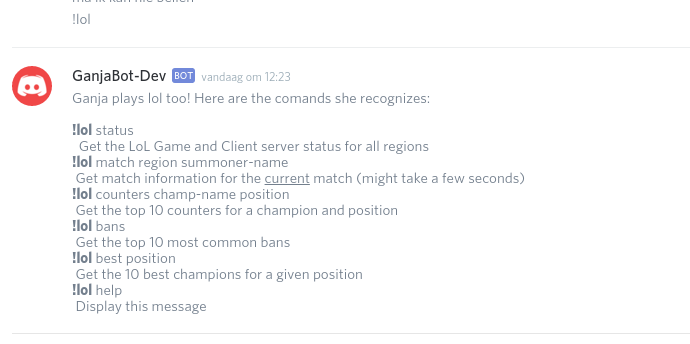 !lol
GanjaBot-Dev BOT vandaag om 12:23
Ganja plays lol too! Here are the comands she recognizes:
!lol status
Get the LoL Game and Client server status for all regions
!lol match region summoner-name
Get match information for the current match (might take a few seconds)
!lol counters champ-name position
Get the top 10 counters for a champion and position
!lol bans
Get the top 10 most common bans
!lol best position
Get the 10 best champions for a given position
!lol help
Display this message